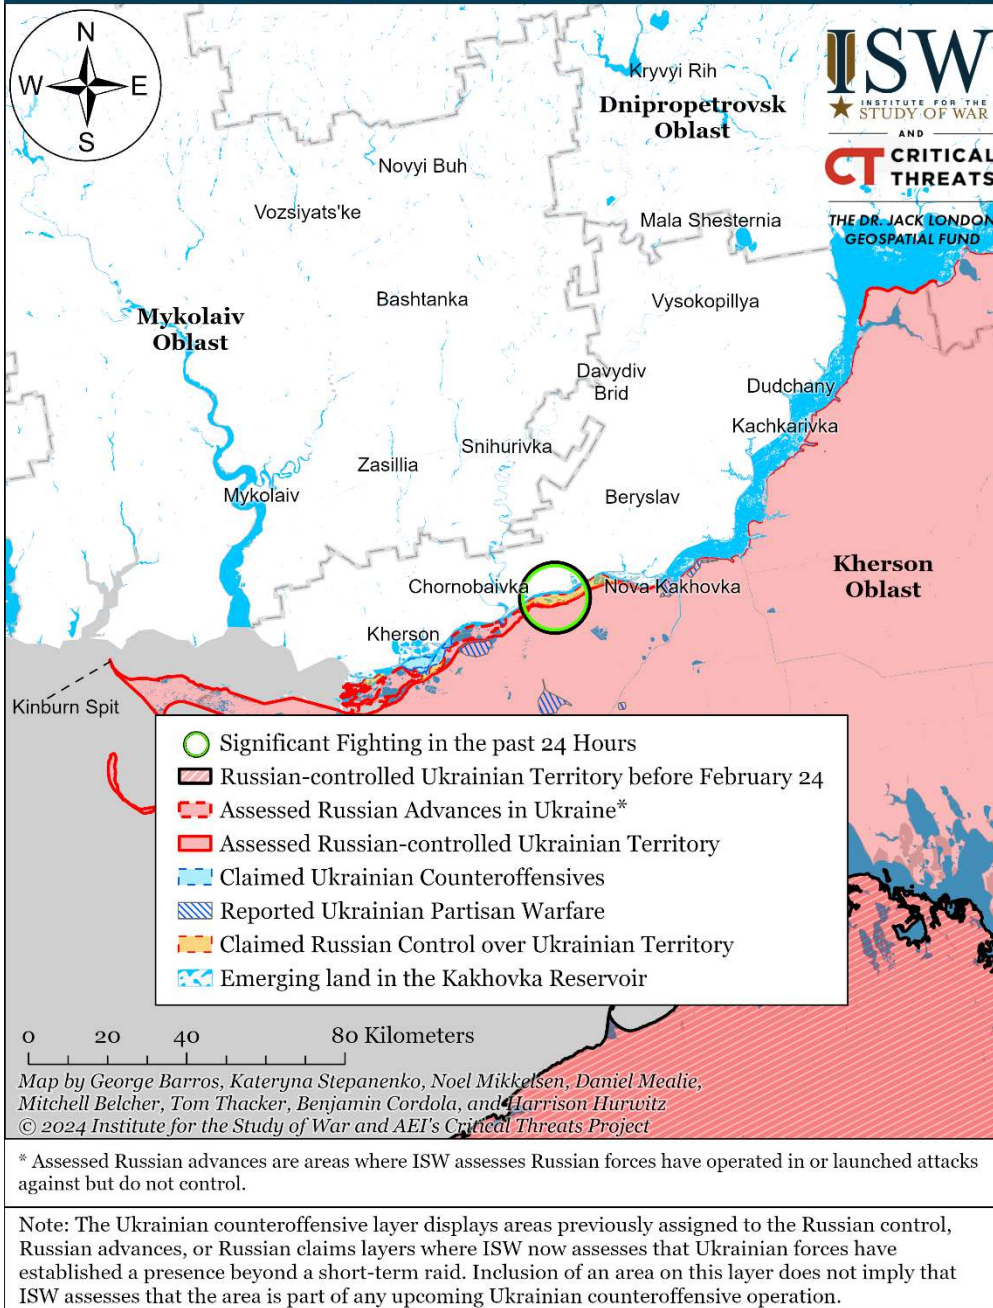 N
W
E
S
ISW
INSTITUTE FOR THE
STUDY OF WAR
AND
CT CRITICAL
THREATS
THE DR. JACK LONDON
GEOSPATIAL FUND
Kryvyi Rih
Dnipropetrovsk
Oblast
Novyi Buh
Vozsiyats'ke
Mala Shesternia
Bashtanka
Vysokopillya
Mykolaiv
Oblast
Davydiv
Brid
Dudchany
Kachkarivka
Snihurivka
Zasillia
Mykolaiv
Beryslav
Kherson
Oblast
Chornobaivka
Nova Kakhovka
Kherson
Kinburn Spit
Significant Fighting in the past 24 Hours
Russian-controlled Ukrainian Territory before February 24
Assessed Russian Advances in Ukraine*
Assessed Russian-controlled Ukrainian Territory
Claimed Ukrainian Counteroffensives
Reported Ukrainian Partisan Warfare
Claimed Russian Control over Ukrainian Territory
Emerging land in the Kakhovka Reservoir
0 20 40 80 Kilometers
Map by George Barros, Kateryna Stepanenko, Noel Mikkelsen, Daniel Mealie,
Mitchell Belcher, Tom Thacker, Benjamin Cordola, and Harrison Hurwitz
© 2024 Institute for the Study of War and AEI's Critical Threats Project
* Assessed Russian advances are areas where ISW assesses Russian forces have operated in or launched attacks
against but do not control.
Note: The Ukrainian counteroffensive layer displays areas previously assigned to the Russian control,
Russian advances, or Russian claims layers where ISW now assesses that Ukrainian forces have
established a presence beyond a short-term raid. Inclusion of an area on this layer does not imply that
ISW assesses that the area is part of any upcoming Ukrainian counteroffensive operation.